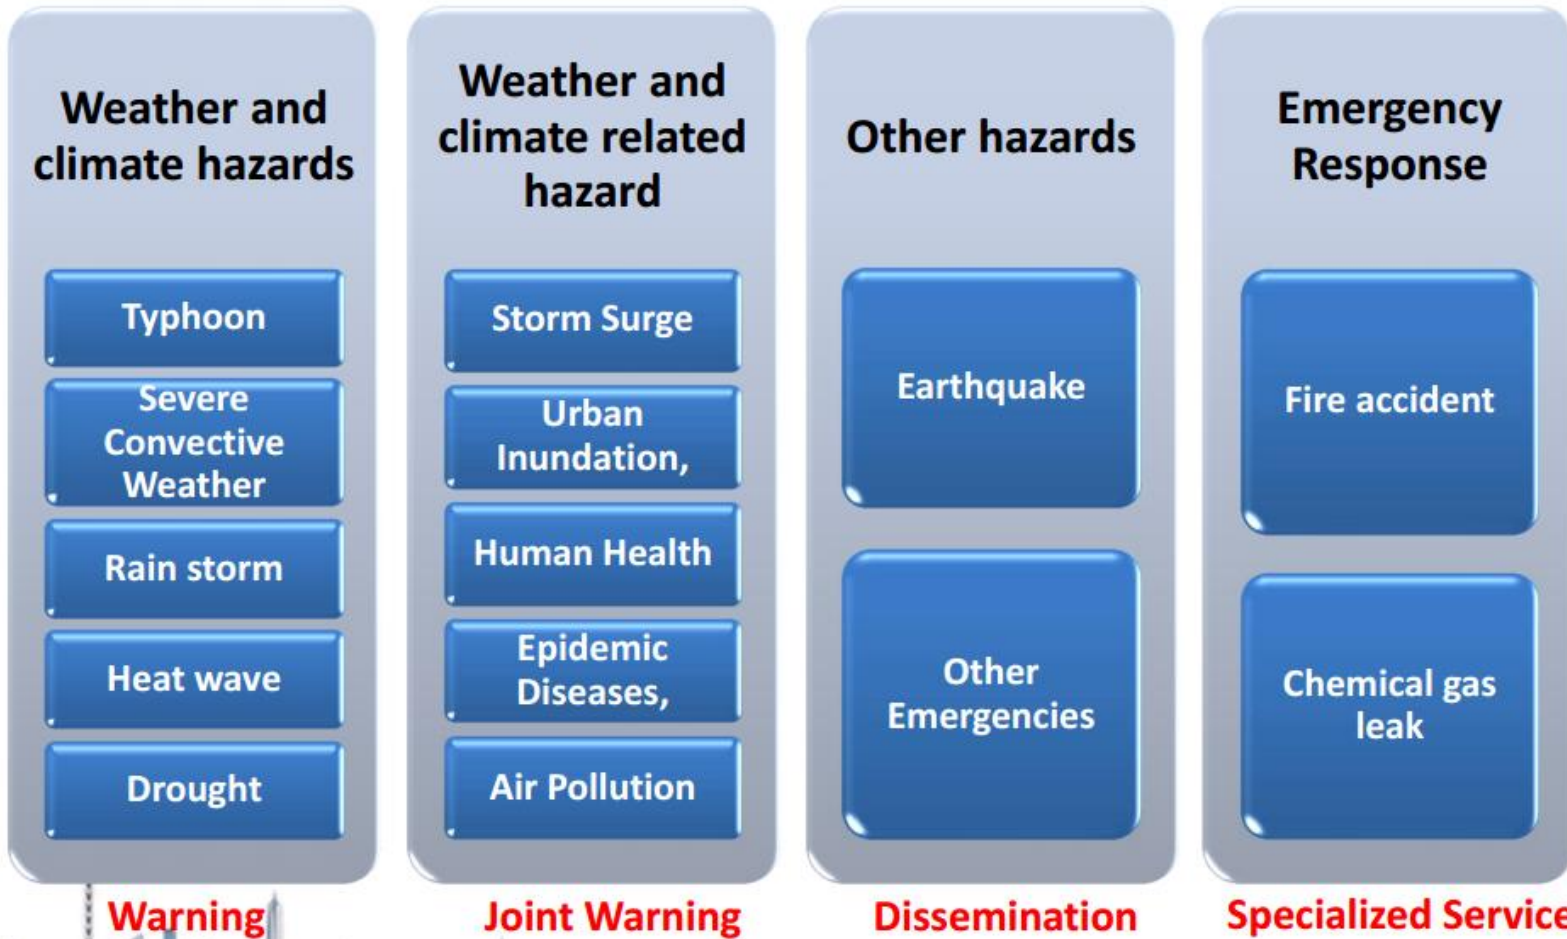 Weather and
climate hazards
Typhoon
Severe
Convective
Weather
Rain storm
Heat wave
Drought
Warning
Weather and
climate related
hazard
Storm Surge
Urban
Inundation,
Human Health
Epidemic
Diseases,
Air Pollution
Joint Warning
Other hazards
Earthquake
Other
Emergencies
Dissemination
Emergency
Response
Fire accident
Chemical gas
leak
Specialized Service